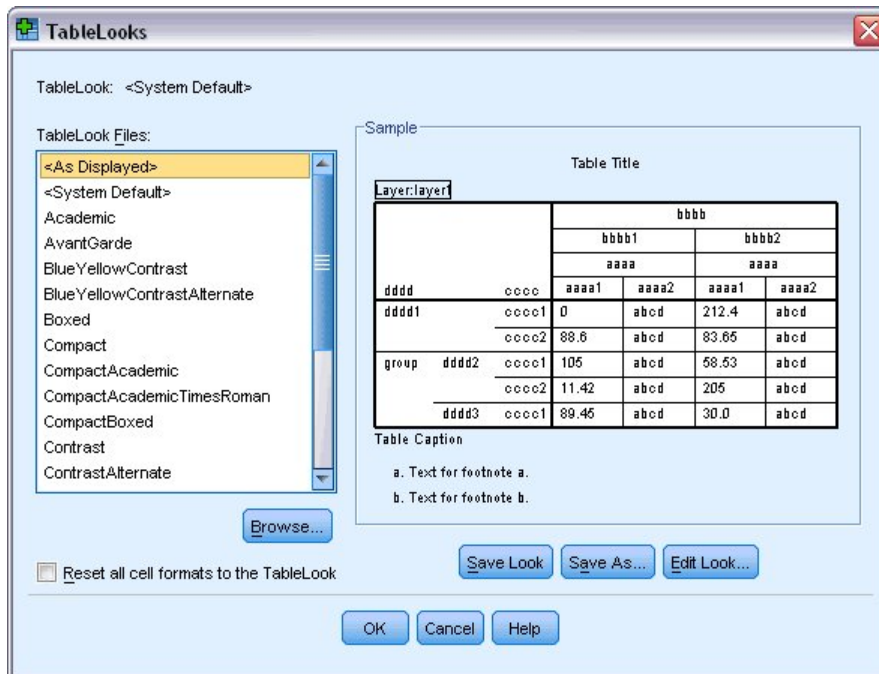 TableLooks
TableLook: <System Default>
TableLook Files:
<As Displayed>
<System Default>
Academic
AvantGarde
BlueYellowContrast
BlueYellowContrastAlternate
Boxed
Compact
CompactAcademic
CompactAcademicTimesRoman
CompactBoxed
Contrast
ContrastAlternate
Browse...
Reset all cell formats to the TableLook
Sample
Table Title
Layer:layer1
bbbb
bbbb1 bbbb2
aaaa aaaa
dddd cccc aaaa1 aaaa2 aaaa1 aaaa2
dddd1 cccc1 0 abcd 212.4 abcd
cccc2 88.6 abcd 83.65 abcd
group dddd2 cccc1 105 abcd 58.53 abcd
cccc2 11.42 abcd 205 abcd
dddd3 cccc1 89.45 abcd 30.0 abcd
Table Caption
a. Text for footnote a.
b. Text for footnote b.
Save Look Save As... Edit Look...
OK Cancel Help